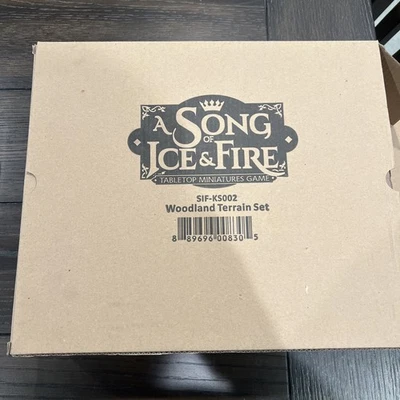 A SONG
OF
ICE & FIRE
TABLETOP MINIATURES GAME
SIF-KS002
Woodland Terrain Set
8 89696 00830 5